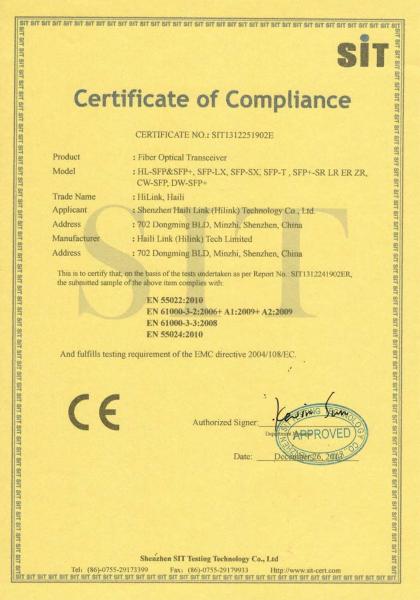 SiT
Certificate of Compliance
CERTIFICATE NO.: SIT1312251902E
Product : Fiber Optical Transceiver
Model : HL-SFP&SFP+, SFP-LX, SFP-SX, SFP-T , SFP+-SR LR ER ZR,
CW-SFP, DW-SFP+
Trade Name : HiLink, Haili
Applicant : Shenzhen Haili Link (Hilink) Technology Co., Ltd.
Address : 702 Dongming BLD, Minzhi, Shenzhen, China
Manufacturer : Haili Link (Hilink) Tech Limited
Address : 702 Dongming BLD, Minzhi, Shenzhen, China
This is to certify that, on the basis of the tests undertaken as per Report No. SIT1312241902ER,
the submitted sample of the above item complies with:
SIT
EN 55022:2010
EN 61000-3-2:2006+ A1:2009+ A2:2009
EN 61000-3-3:2008
EN 55024:2010
And fulfills testing requirement of the EMC directive 2004/108/EC.
CE
Authorized Signer: Kevin Sun
APPROVED
Date: December 26, 2013
Shenzhen SIT Testing Technology Co., Ltd
Tel: (86)-0755-29173399 Fax: (86)-0755-29179933 Http://www.sit-cert.com